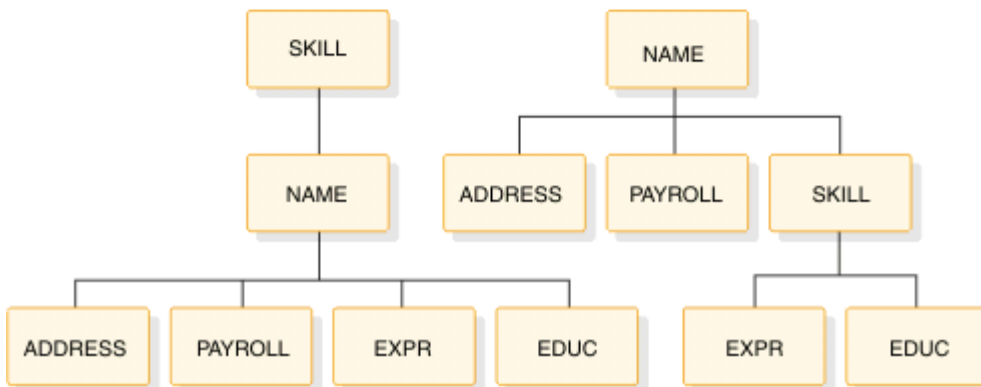 SKILL
NAME
NAME
ADDRESS
PAYROLL
SKILL
ADDRESS
PAYROLL
EXPR
EDUC
EXPR
EDUC